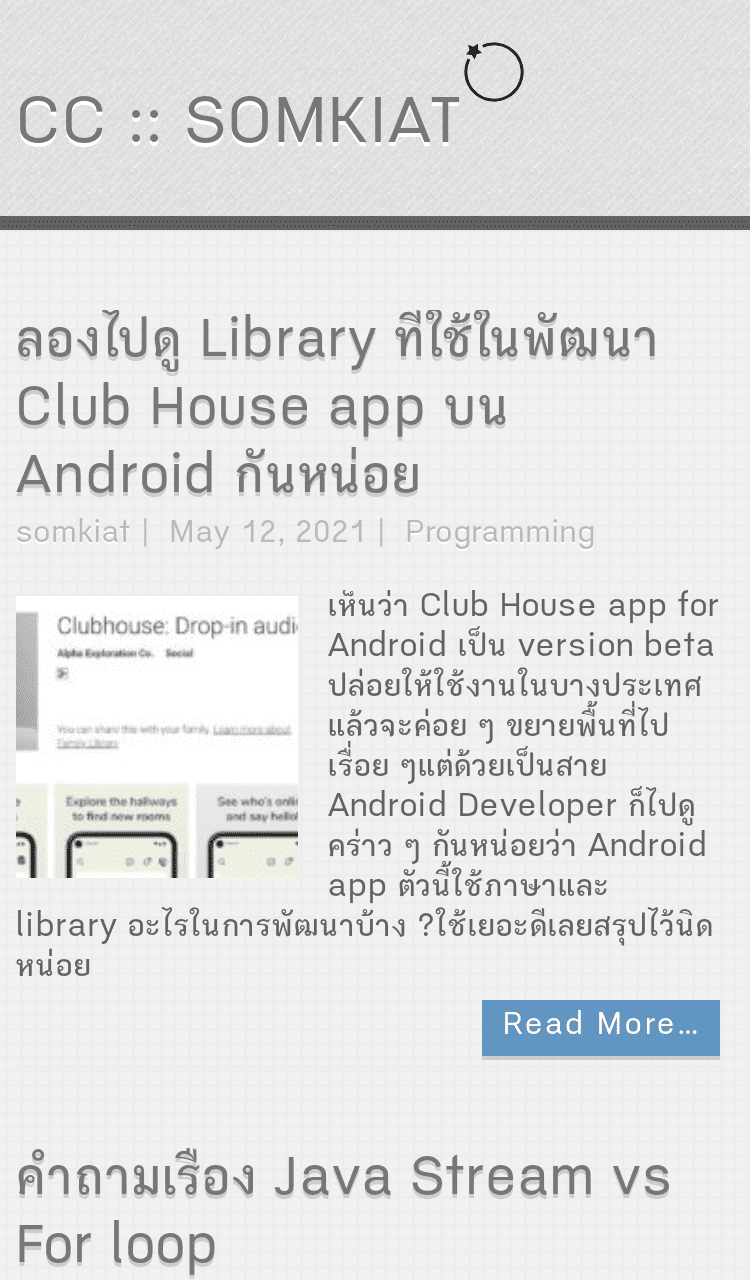 CC :: SOMKIAT
ลองไปดู Library ที่ใช้ในพัฒนา
Club House app บน
Android กันหน่อย
somkiat | May 12, 2021 | Programming
Clubhouse: Drop-in audi
Alpha Exploration Co. Social
You can share this with your family. Learn more about
Family Library
Explore the hallways
to find new rooms
See who's onli
and say hello!
เห็นว่า Club House app for
Android เป็น version beta
ปล่อยให้ใช้งานในบางประเทศ
แล้วจะค่อย ๆ ขยายพื้นที่ไป
เรื่อย ๆแต่ด้วยเป็นสาย
Android Developer ก็ไปดู
คร่าว ๆ กันหน่อยว่า Android
app ตัวนี้ใช้ภาษาและ
library อะไรในการพัฒนาบ้าง ?ใช้เยอะดีเลยสรุปไว้นิด
หน่อย
Read More…
คำถามเรื่อง Java Stream vs
For loop